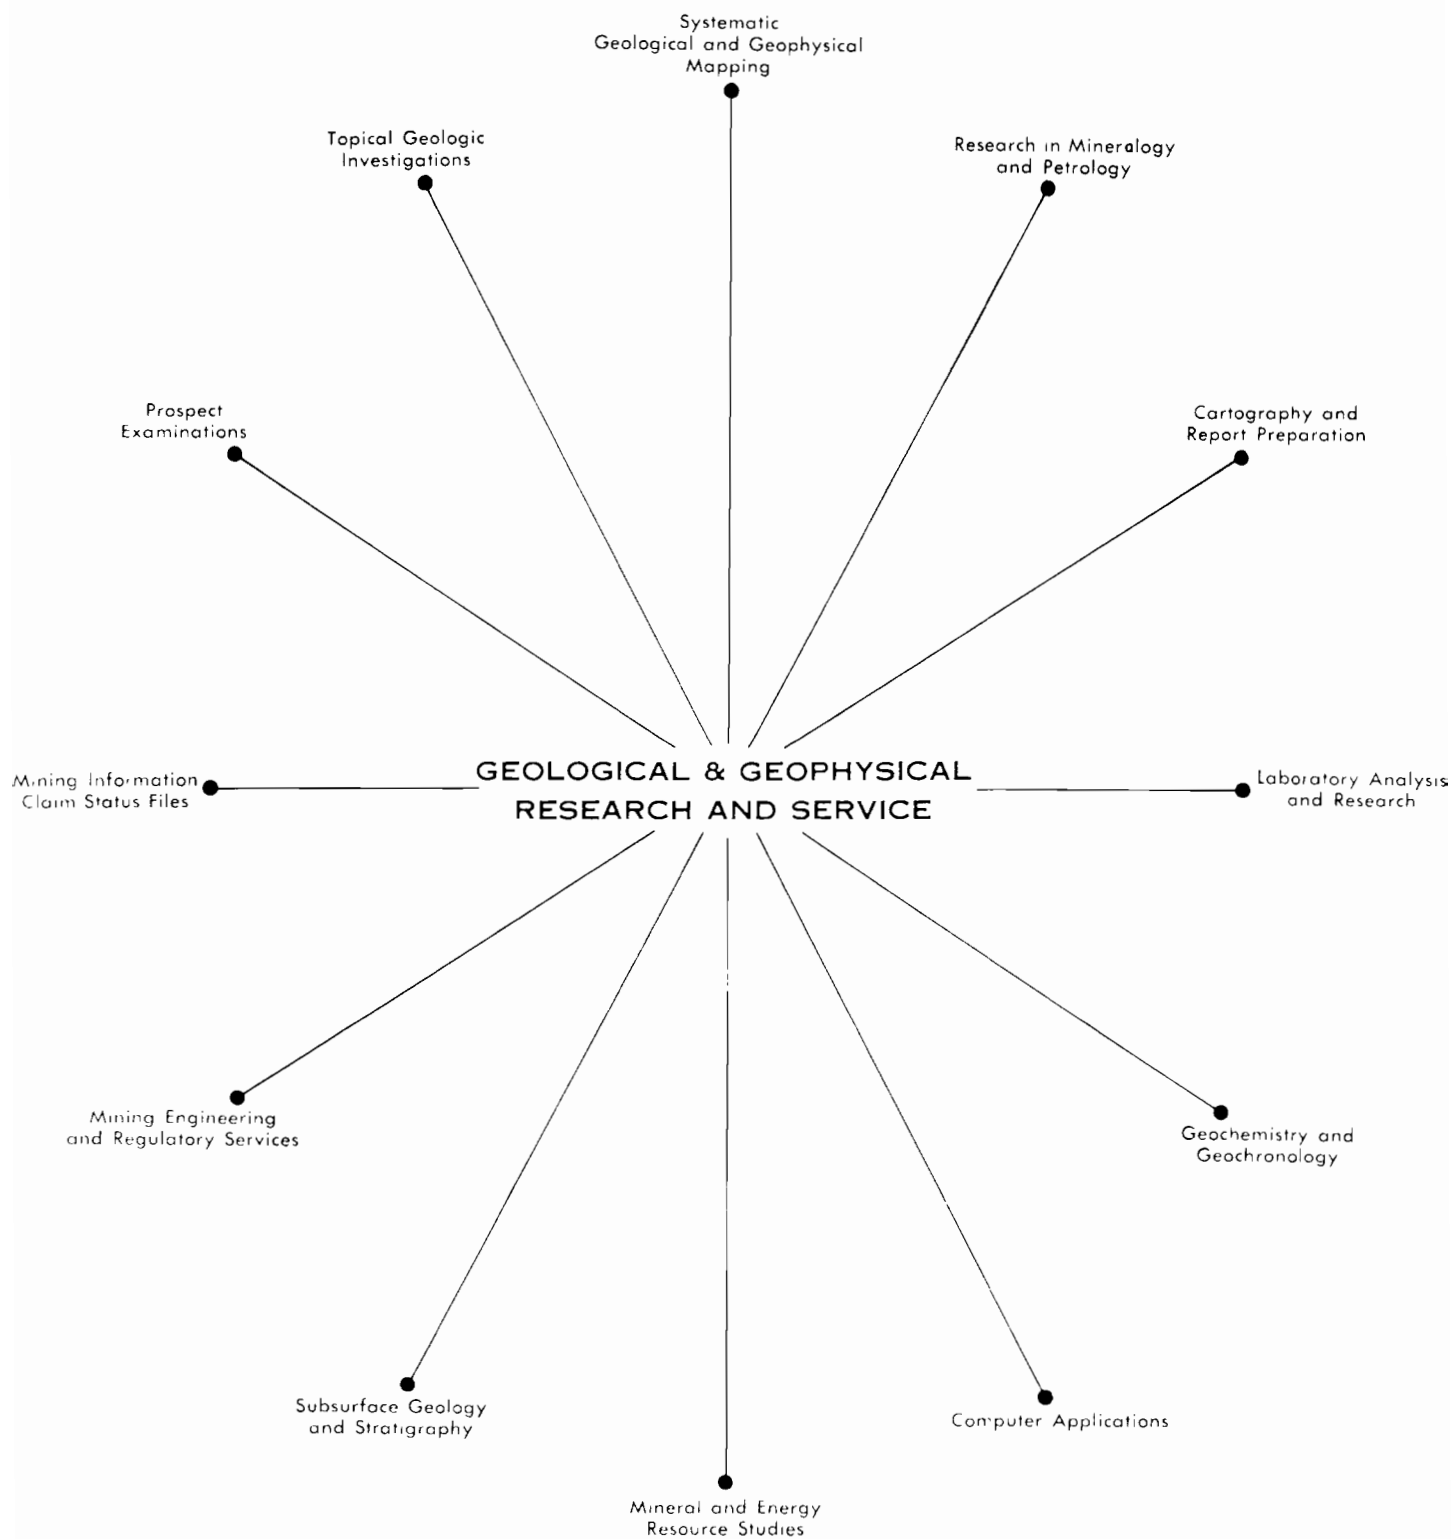 Systematic
Geological and Geophysical
Mapping
Topical Geologic
Investigations
Research in Mineralogy
and Petrology
Prospect
Examinations
Cartography and
Report Preparation
GEOLOGICAL & GEOPHYSICAL
RESEARCH AND SERVICE
Mining Information
Claim Status Files
Laboratory Analysis
and Research
Mining Engineering
and Regulatory Services
Geochemistry and
Geochronology
Subsurface Geology
and Stratigraphy
Computer Applications
Mineral and Energy
Resource Studies